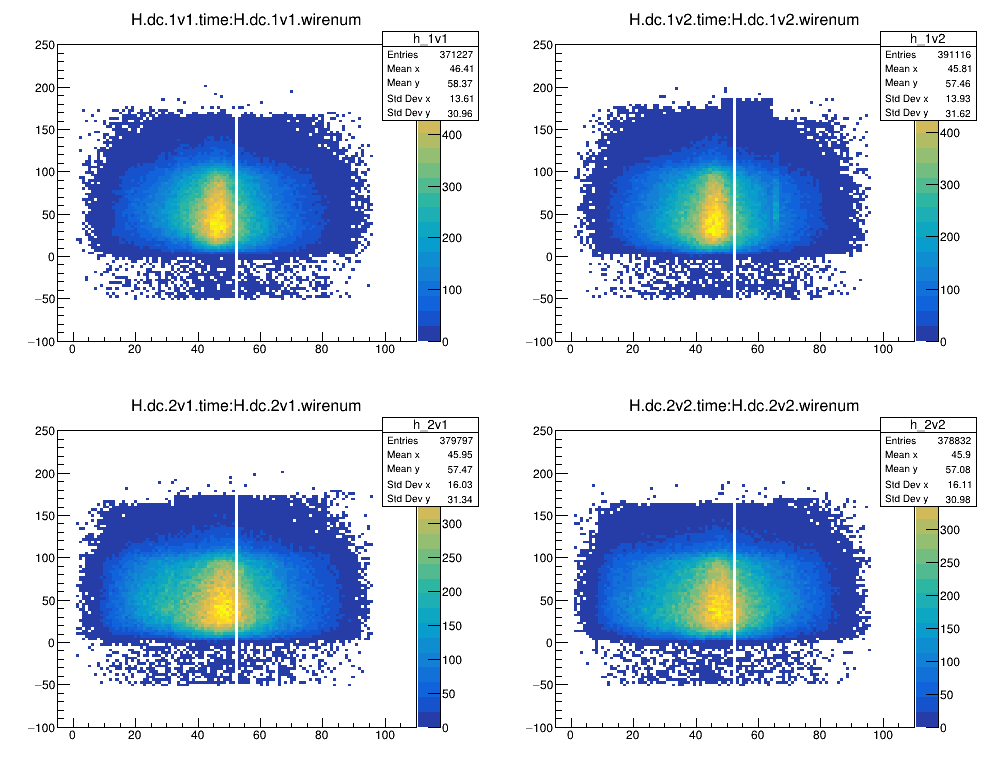 H.dc.1v1.time:H.dc.1v1.wirenum
h_1v1
Entries 371227
Mean x 46.41
Mean y 58.37
Std Dev x 13.61
Std Dev y 30.96
250
200
150
100
50
0
−50
−100
0 20 40 60 80 100
400
300
200
100
0
H.dc.1v2.time:H.dc.1v2.wirenum
h_1v2
Entries 391116
Mean x 45.81
Mean y 57.46
Std Dev x 13.93
Std Dev y 31.62
250
200
150
100
50
0
−50
−100
0 20 40 60 80 100
400
300
200
100
0
H.dc.2v1.time:H.dc.2v1.wirenum
h_2v1
Entries 379797
Mean x 45.95
Mean y 57.47
Std Dev x 16.03
Std Dev y 31.34
250
200
150
100
50
0
−50
−100
0 20 40 60 80 100
300
250
200
150
100
50
0
H.dc.2v2.time:H.dc.2v2.wirenum
h_2v2
Entries 378832
Mean x 45.9
Mean y 57.08
Std Dev x 16.11
Std Dev y 30.98
250
200
150
100
50
0
−50
−100
0 20 40 60 80 100
300
250
200
150
100
50
0